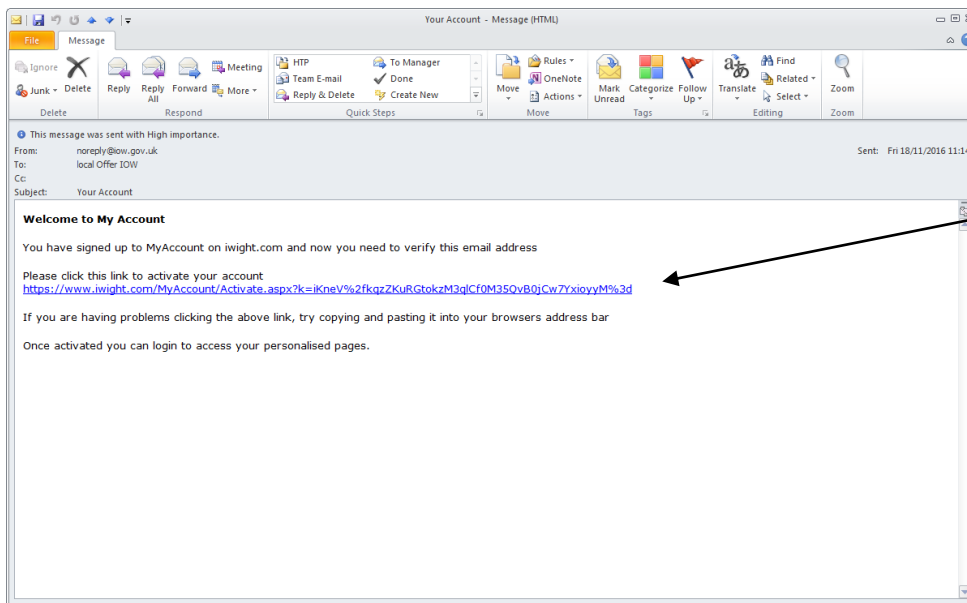 Your Account - Message (HTML)
File Message
Ignore
Junk
Delete
Reply
Reply All
Forward
Meeting
More
HTP
Team E-mail
Reply & Delete
To Manager
Done
Create New
Move
Rules
OneNote
Actions
Mark Unread
Categorize
Follow Up
Translate
Find
Related
Select
Zoom
Delete Respond Quick Steps Move Tags Editing Zoom
This message was sent with High importance.
From: noreply@iow.gov.uk Sent: Fri 18/11/2016 11:14
To: local Offer IOW
Cc:
Subject: Your Account
Welcome to My Account
You have signed up to MyAccount on iwight.com and now you need to verify this email address
Please click this link to activate your account
https://www.iwight.com/MyAccount/Activate.aspx?k=iKneV%2fkqzZKuRGtokzM3qlCf0M35QvB0jCw7YxioyyM%3d
If you are having problems clicking the above link, try copying and pasting it into your browsers address bar
Once activated you can login to access your personalised pages.